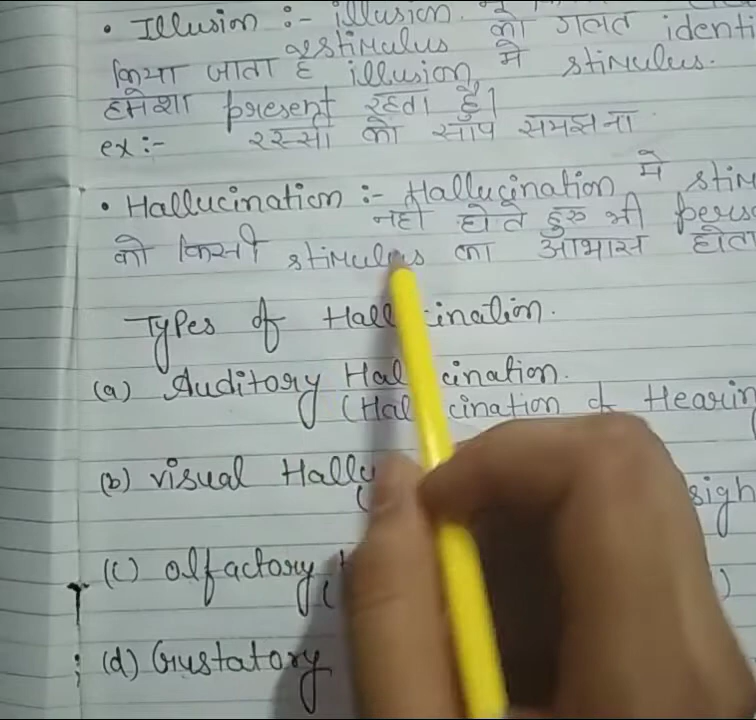 • Illusion :- illusion
stimulus को गलत identi
किया जाता है illusion में stimulus.
हमेशा present रहता है।
ex :- रस्सी को सांप समझना
• Hallucination :- Hallucination में stim
नही होते हुए भी pers
को किसी stimulus का आभास होता
Types of Hall cination.
(a) Auditory Hal cination.
(Hal cination of Hearin
(b) visual Hallu
sigh
(c) olfactory
(d) Gustatory